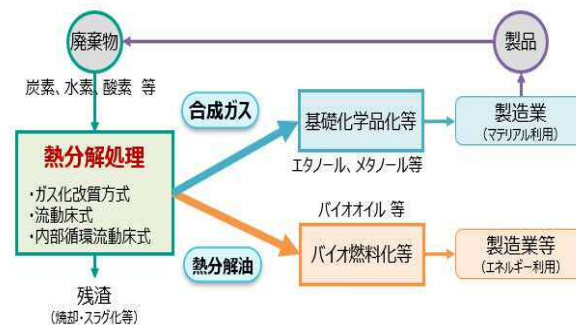 廃棄物
製品
炭素、水素、酸素 等
合成ガス
基礎化学品化等
製造業
(マテリアル利用)
エタノール、メタノール等
熱分解処理
・ガス化改質方式
・流動床式
・内部循環流動床式
バイオオイル 等
熱分解油
バイオ燃料化等
製造業等
(エネルギー利用)
残渣
(焼却・スラグ化等)